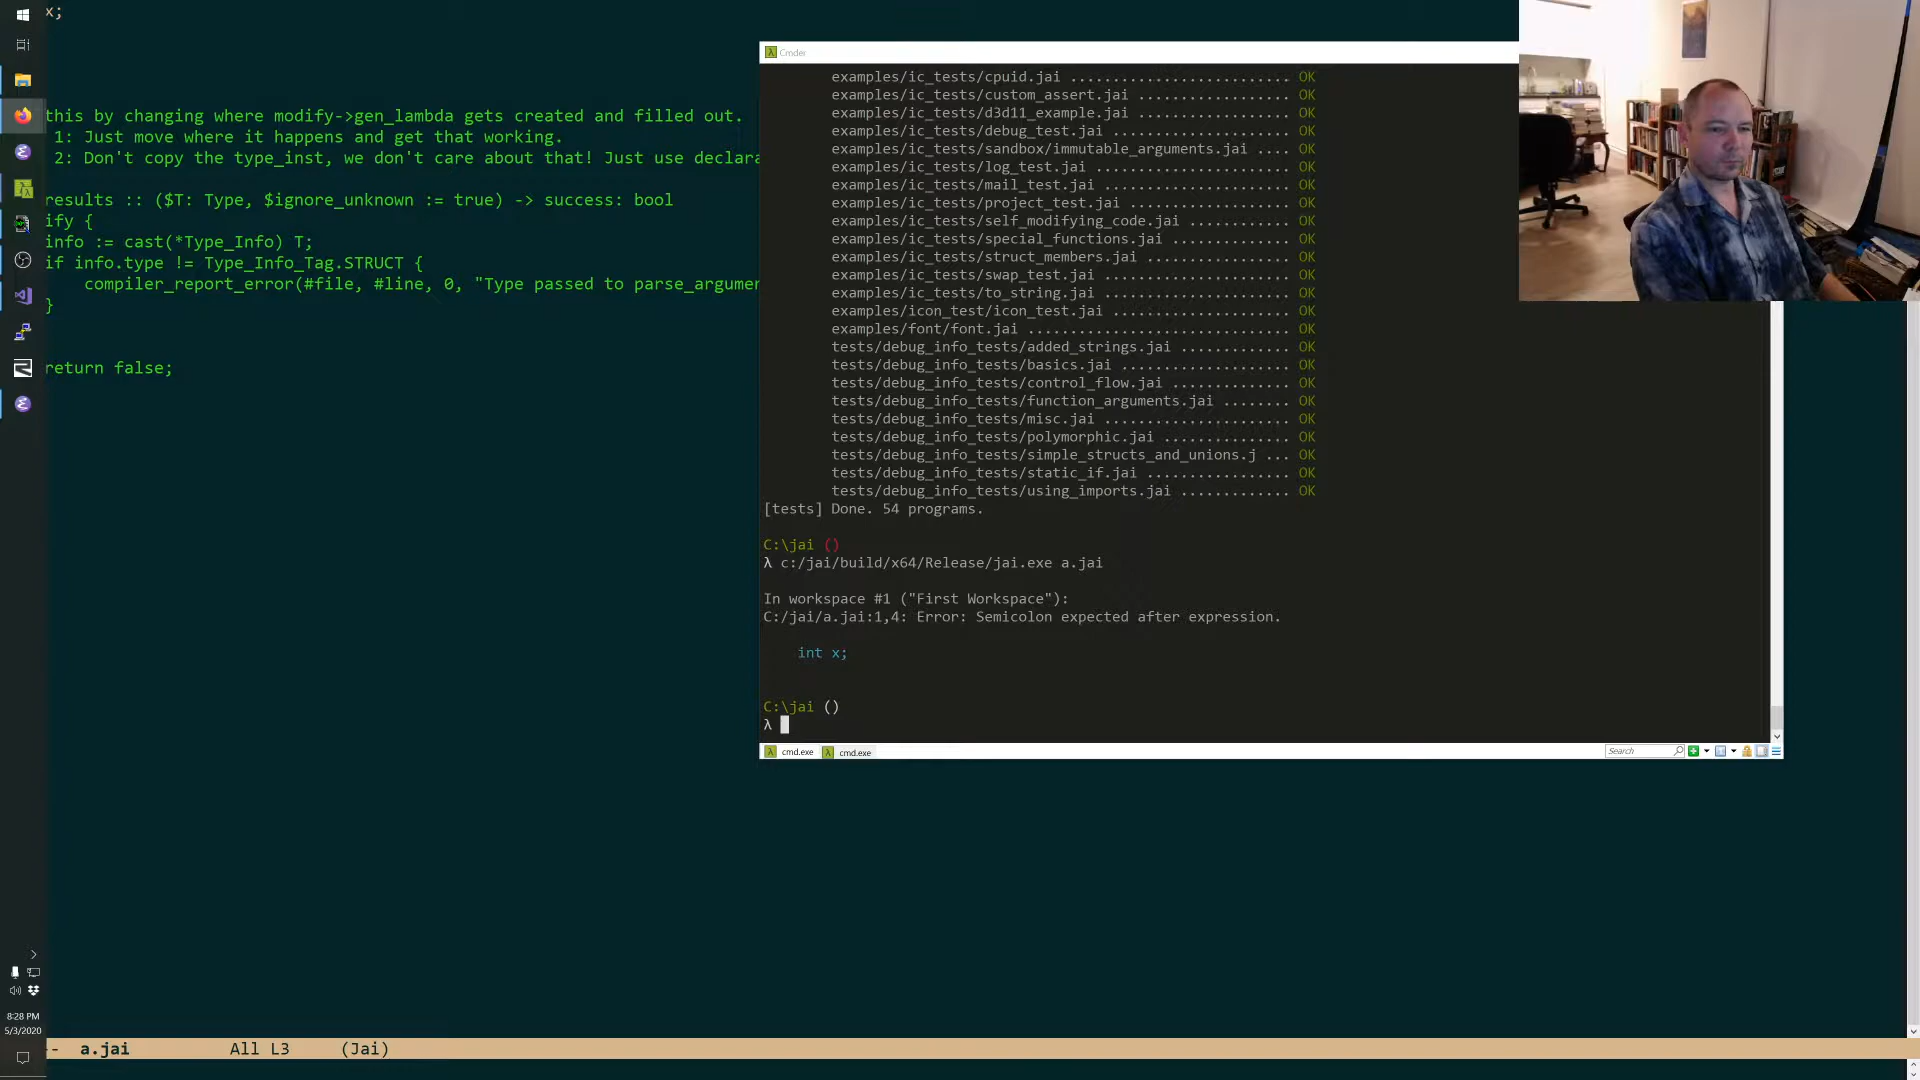 x;
this by changing where modify->gen_lambda gets created and filled out.
1: Just move where it happens and get that working.
2: Don't copy the type_inst, we don't care about that! Just use declara
results :: ($T: Type, $ignore_unknown := true) -> success: bool
ify {
info := cast(*Type_Info) T;
if info.type != Type_Info_Tag.STRUCT {
compiler_report_error(#file, #line, 0, "Type passed to parse_argumen
}
return false;
Cmder
examples/ic_tests/cpuid.jai .......................... OK
examples/ic_tests/custom_assert.jai .................. OK
examples/ic_tests/d3d11_example.jai .................. OK
examples/ic_tests/debug_test.jai ..................... OK
examples/ic_tests/sandbox/immutable_arguments.jai .... OK
examples/ic_tests/log_test.jai ....................... OK
examples/ic_tests/mail_test.jai ...................... OK
examples/ic_tests/project_test.jai ................... OK
examples/ic_tests/self_modifying_code.jai ............ OK
examples/ic_tests/special_functions.jai .............. OK
examples/ic_tests/struct_members.jai ................. OK
examples/ic_tests/swap_test.jai ...................... OK
examples/ic_tests/to_string.jai ...................... OK
examples/icon_test/icon_test.jai ..................... OK
examples/font/font.jai ............................... OK
tests/debug_info_tests/added_strings.jai ............. OK
tests/debug_info_tests/basics.jai .................... OK
tests/debug_info_tests/control_flow.jai .............. OK
tests/debug_info_tests/function_arguments.jai ........ OK
tests/debug_info_tests/misc.jai ...................... OK
tests/debug_info_tests/polymorphic.jai ............... OK
tests/debug_info_tests/simple_structs_and_unions.j ... OK
tests/debug_info_tests/static_if.jai ................. OK
tests/debug_info_tests/using_imports.jai ............. OK
[tests] Done. 54 programs.
C:\jai ()
λ c:/jai/build/x64/Release/jai.exe a.jai
In workspace #1 ("First Workspace"):
C:/jai/a.jai:1,4: Error: Semicolon expected after expression.
int x;
C:\jai ()
λ
cmd.exe cmd.exe Search
8:28 PM
5/3/2020
-- a.jai All L3 (Jai)